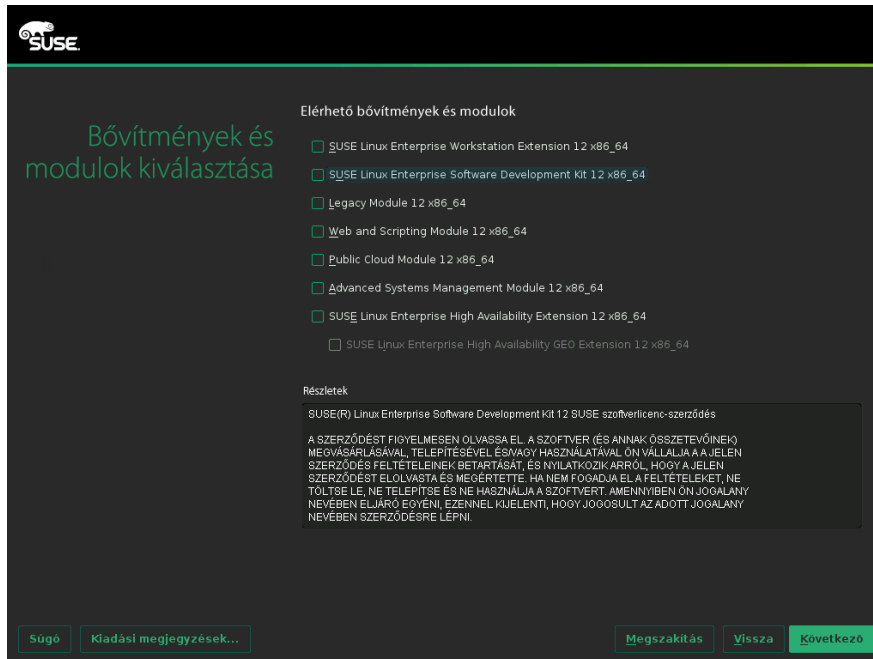 SUSE.
Bővítmények és
modulok kiválasztása
Elérhető bővítmények és modulok
SUSE Linux Enterprise Workstation Extension 12 x86_64
SUSE Linux Enterprise Software Development Kit 12 x86_64
Legacy Module 12 x86_64
Web and Scripting Module 12 x86_64
Public Cloud Module 12 x86_64
Advanced Systems Management Module 12 x86_64
SUSE Linux Enterprise High Availability Extension 12 x86_64
SUSE Linux Enterprise High Availability GEO Extension 12 x86_64
Részletek
SUSE(R) Linux Enterprise Software Development Kit 12 SUSE szoftverlicenc-szerződés
A SZERZŐDÉST FIGYELMESEN OLVASSA EL. A SZOFTVER (ÉS ANNAK ÖSSZETEVŐINEK)
MEGVÁSÁRLÁSÁVAL, TELEPÍTÉSÉVEL ÉS/VAGY HASZNÁLATÁVAL ÖN VÁLLALJA A A JELEN
SZERZŐDÉS FELTÉTELEINEK BETARTÁSÁT, ÉS NYILATKOZIK ARRÓL, HOGY A JELEN
SZERZŐDÉST ELOLVASTA ÉS MEGÉRTETTE. HA NEM FOGADJA EL A FELTÉTELEKET, NE
TÖLTSE LE, NE TELEPÍTSE ÉS NE HASZNÁLJA A SZOFTVERT. AMENNYIBEN ÖN JOGALANY
NEVÉBEN ELJÁRÓ EGYÉNI, EZENNEL KIJELENTI, HOGY JOGOSULT AZ ADOTT JOGALANY
NEVÉBEN SZERZŐDÉSRE LÉPNI.
Súgó Kiadási megjegyzések... Megszakítás Vissza Következő